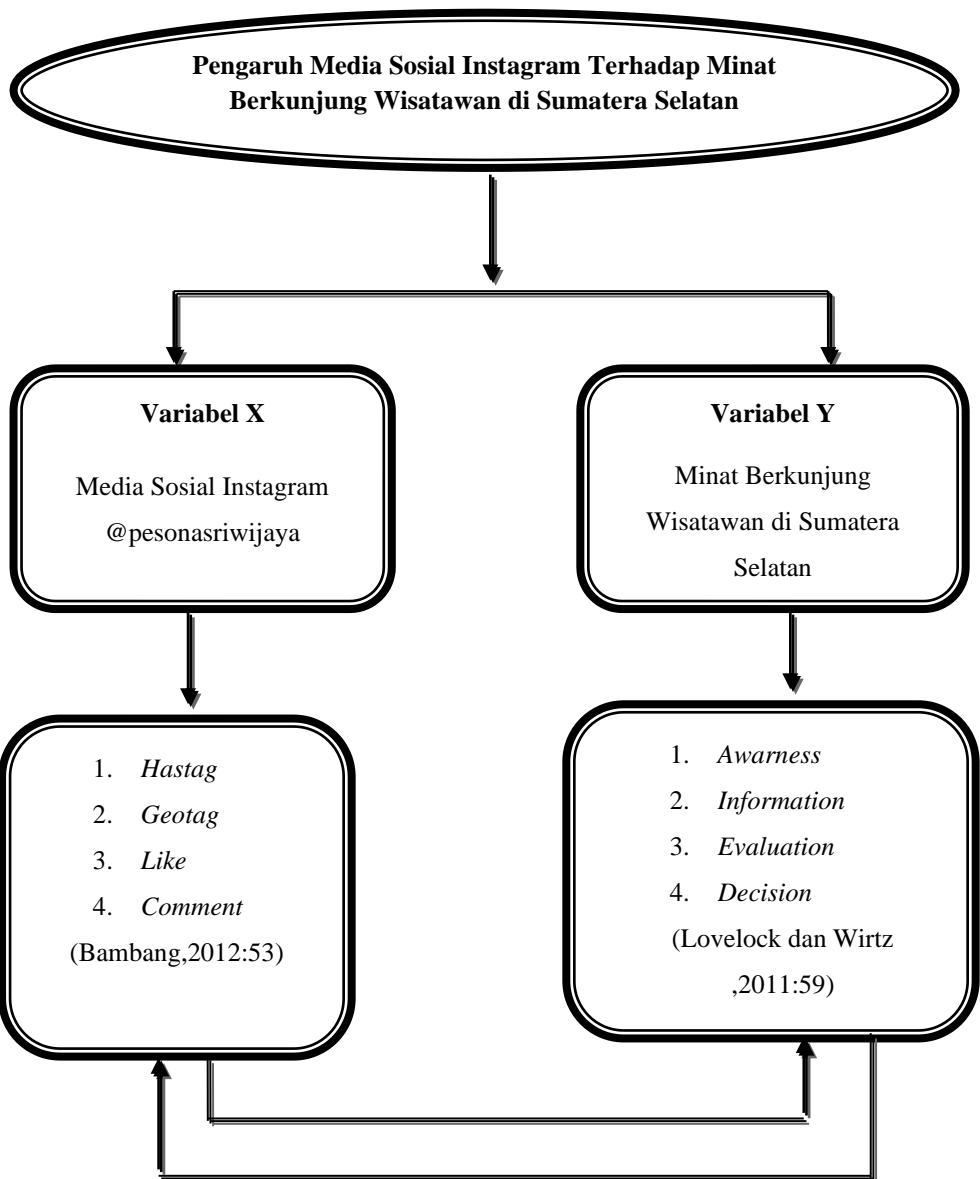 Pengaruh Media Sosial Instagram Terhadap Minat
Berkunjung Wisatawan di Sumatera Selatan
Variabel X
Media Sosial Instagram
@pesonasriwijaya
Variabel Y
Minat Berkunjung
Wisatawan di Sumatera
Selatan
1. Hastag
2. Geotag
3. Like
4. Comment
(Bambang,2012:53)
1. Awarness
2. Information
3. Evaluation
4. Decision
(Lovelock dan Wirtz
,2011:59)